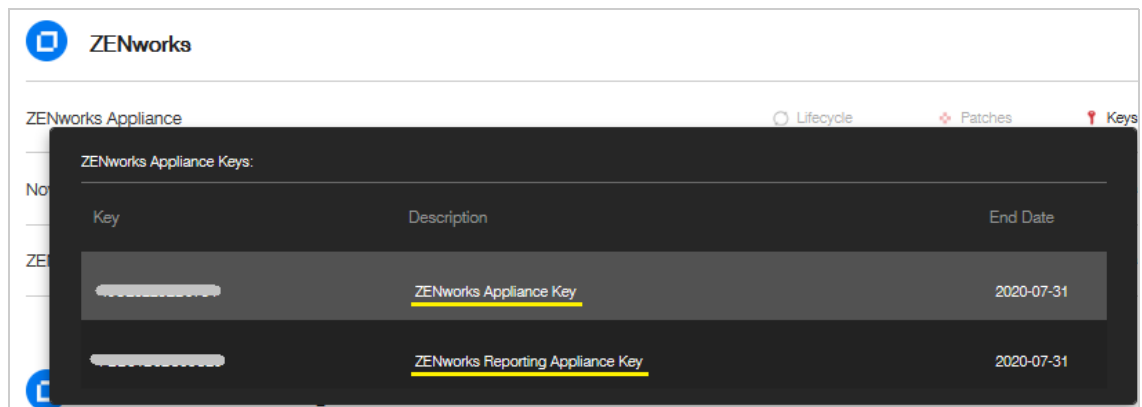 ZENworks
ZENworks Appliance Lifecycle Patches Keys
ZENworks Appliance Keys:
Key Description End Date
ZENworks Appliance Key 2020-07-31
ZENworks Reporting Appliance Key 2020-07-31